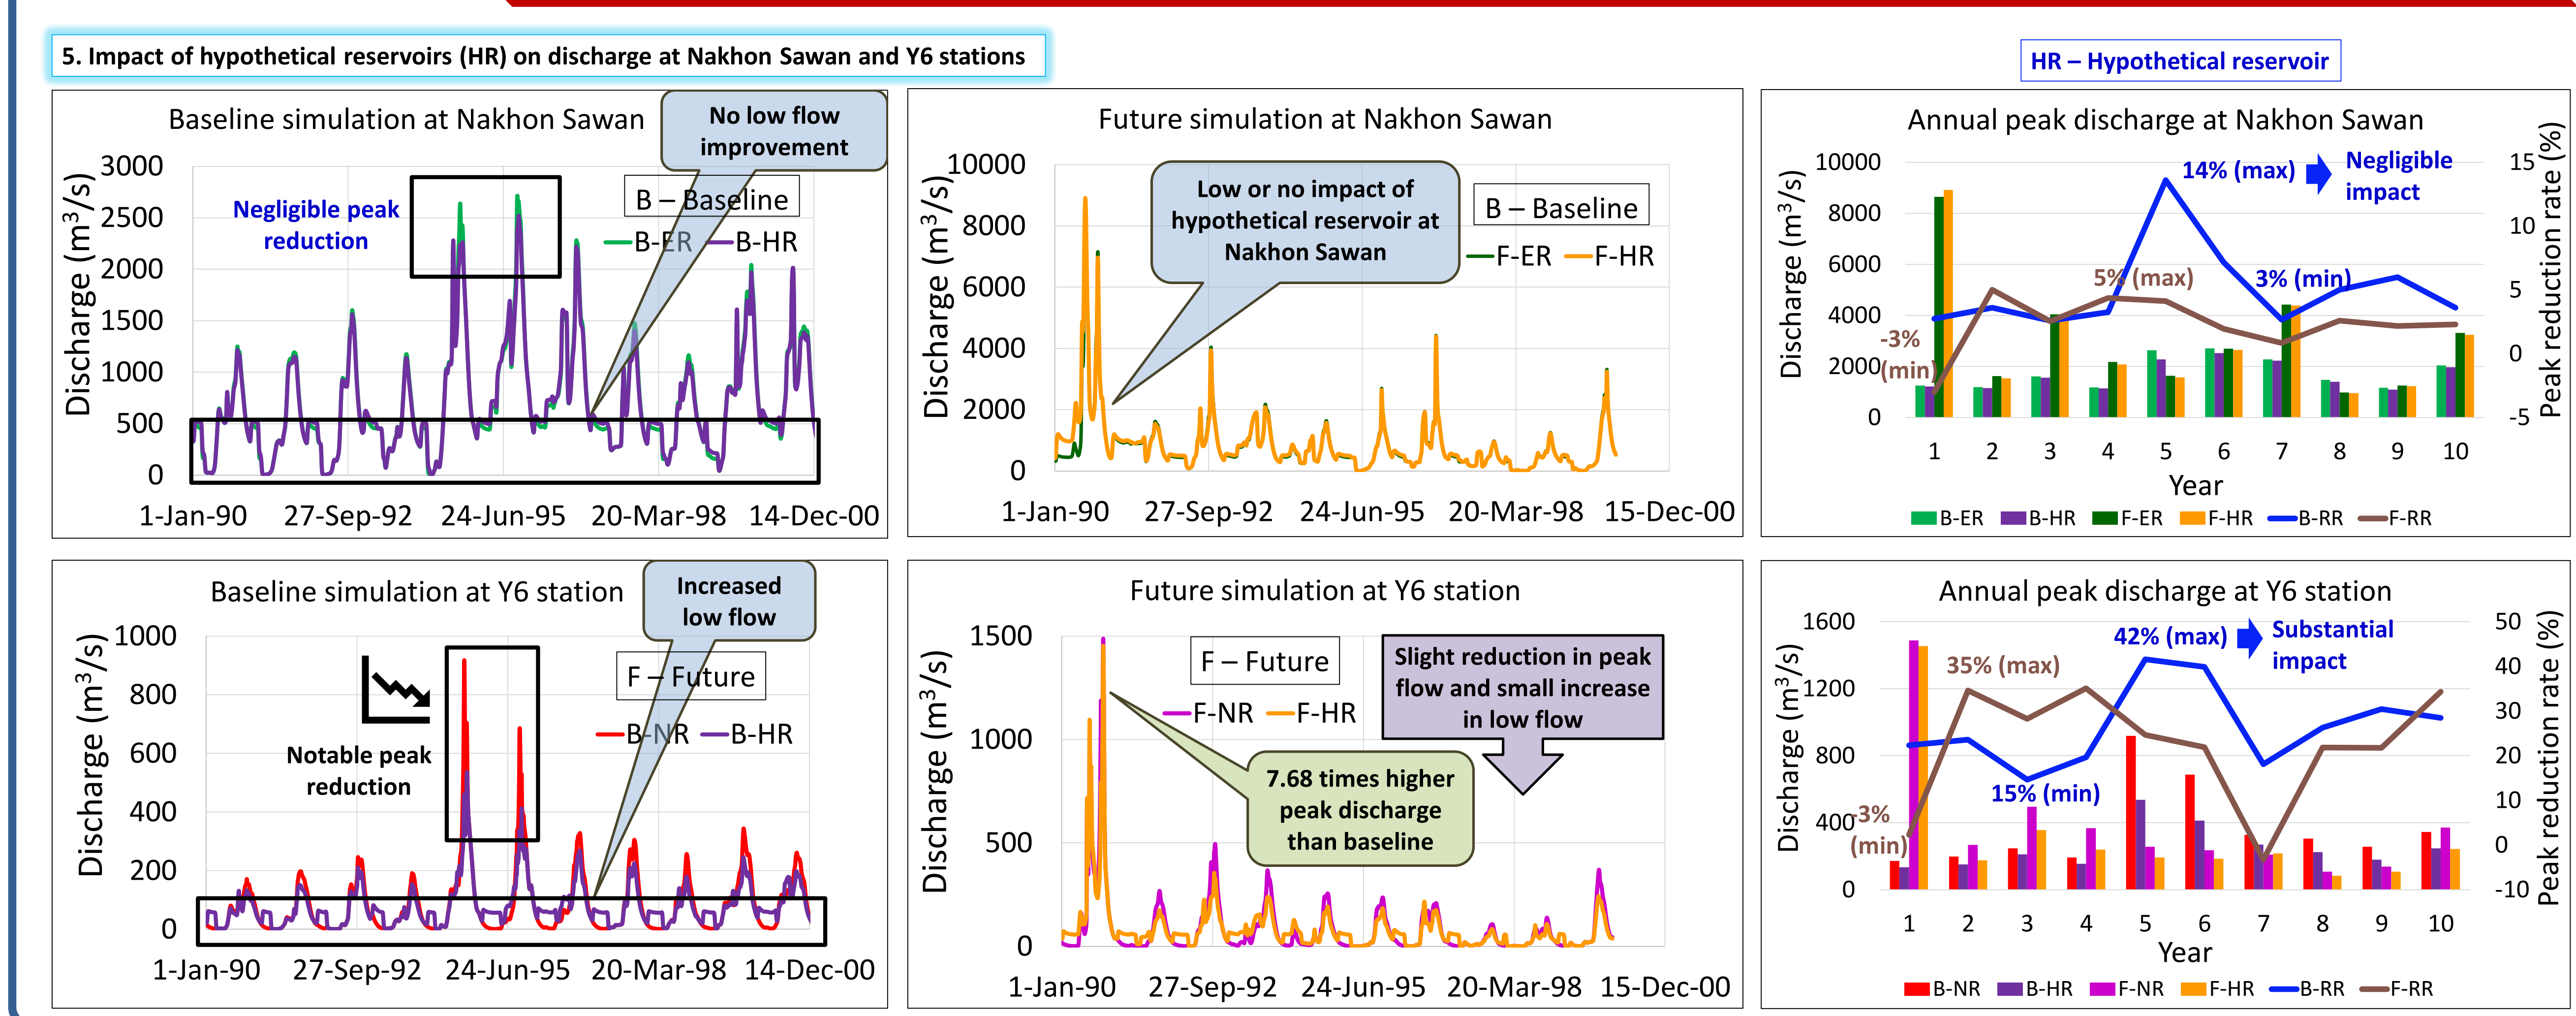 5. Impact of hypothetical reservoirs (HR) on discharge at Nakhon Sawan and Y6 stations
HR – Hypothetical reservoir
Baseline simulation at Nakhon Sawan
No low flow
improvement
Discharge (m³/s)
3000
2500
2000
1500
1000
500
0
Negligible peak
reduction
B – Baseline
B-ER B-HR
1-Jan-90 27-Sep-92 24-Jun-95 20-Mar-98 14-Dec-00
Future simulation at Nakhon Sawan
Discharge (m³/s)
10000
8000
6000
4000
2000
0
Low or no impact of
hypothetical reservoir at
Nakhon Sawan
B – Baseline
F-ER F-HR
1-Jan-90 27-Sep-92 24-Jun-95 20-Mar-98 15-Dec-00
Annual peak discharge at Nakhon Sawan
Discharge (m³/s)
10000
8000
6000
4000
2000
0
14% (max)
Negligible
impact
5% (max)
3% (min)
-3%
(min)
15
10
5
0
-5
Peak reduction rate (%)
1 2 3 4 5 6 7 8 9 10
Year
B-ER B-HR F-ER F-HR B-RR F-RR
Baseline simulation at Y6 station
Increased
low flow
Discharge (m³/s)
1000
800
600
400
200
0
Notable peak
reduction
F – Future
B-NR B-HR
1-Jan-90 27-Sep-92 24-Jun-95 20-Mar-98 14-Dec-00
Future simulation at Y6 station
Discharge (m³/s)
1500
1000
500
0
F – Future
F-NR F-HR
Slight reduction in peak
flow and small increase
in low flow
7.68 times higher
peak discharge
than baseline
1-Jan-90 27-Sep-92 24-Jun-95 20-Mar-98 15-Dec-00
Annual peak discharge at Y6 station
Discharge (m³/s)
1600
1200
800
400
0
42% (max)
Substantial
impact
35% (max)
15% (min)
-3%
(min)
50
40
30
20
10
0
-10
Peak reduction rate (%)
1 2 3 4 5 6 7 8 9 10
Year
B-NR B-HR F-NR F-HR B-RR F-RR